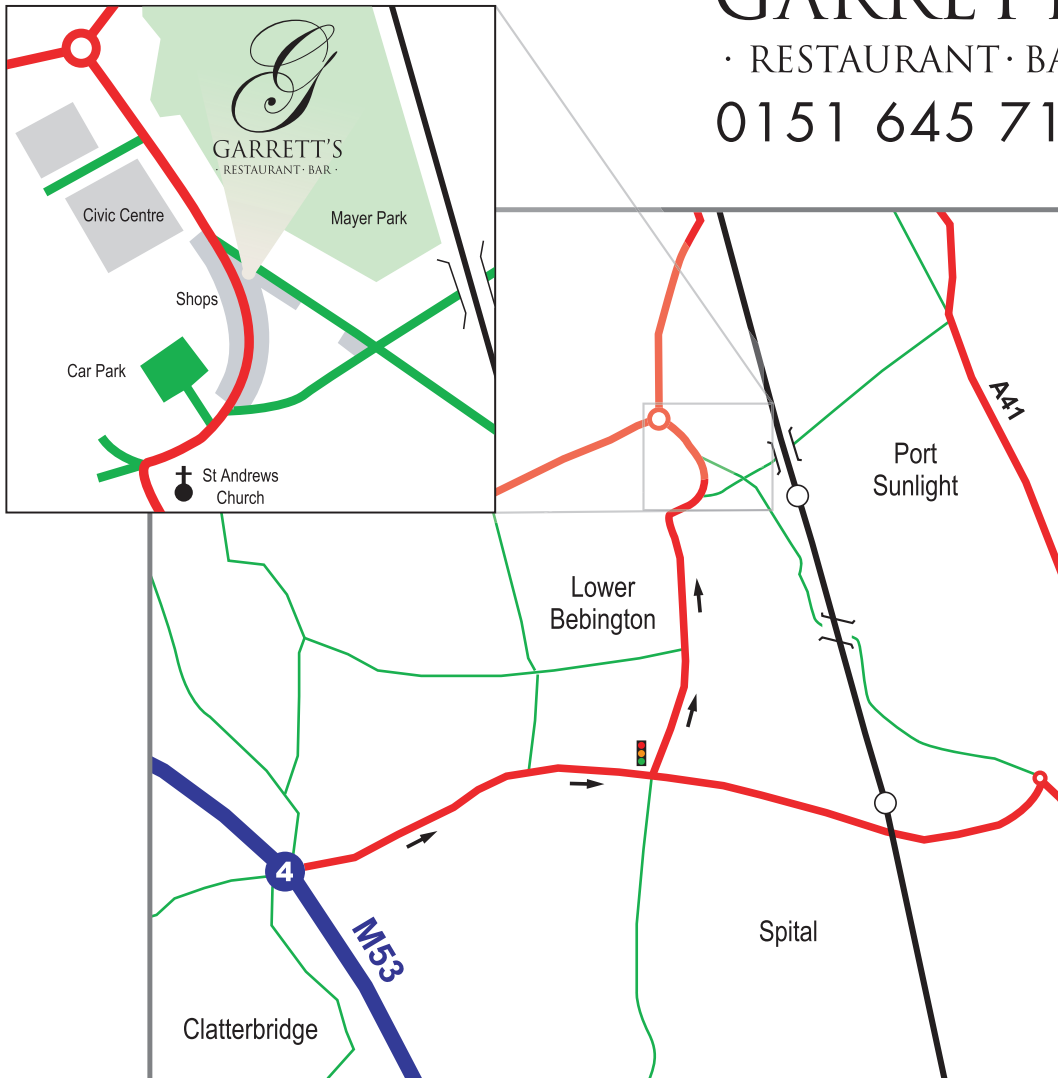 GARRETT
· RESTAURANT · BA
0151 645 71
G
GARRETT'S
· RESTAURANT · BAR ·
Civic Centre
Mayer Park
Shops
Car Park
St Andrews
Church
A41
Port
Sunlight
Lower
Bebington
4
M53
Spital
Clatterbridge